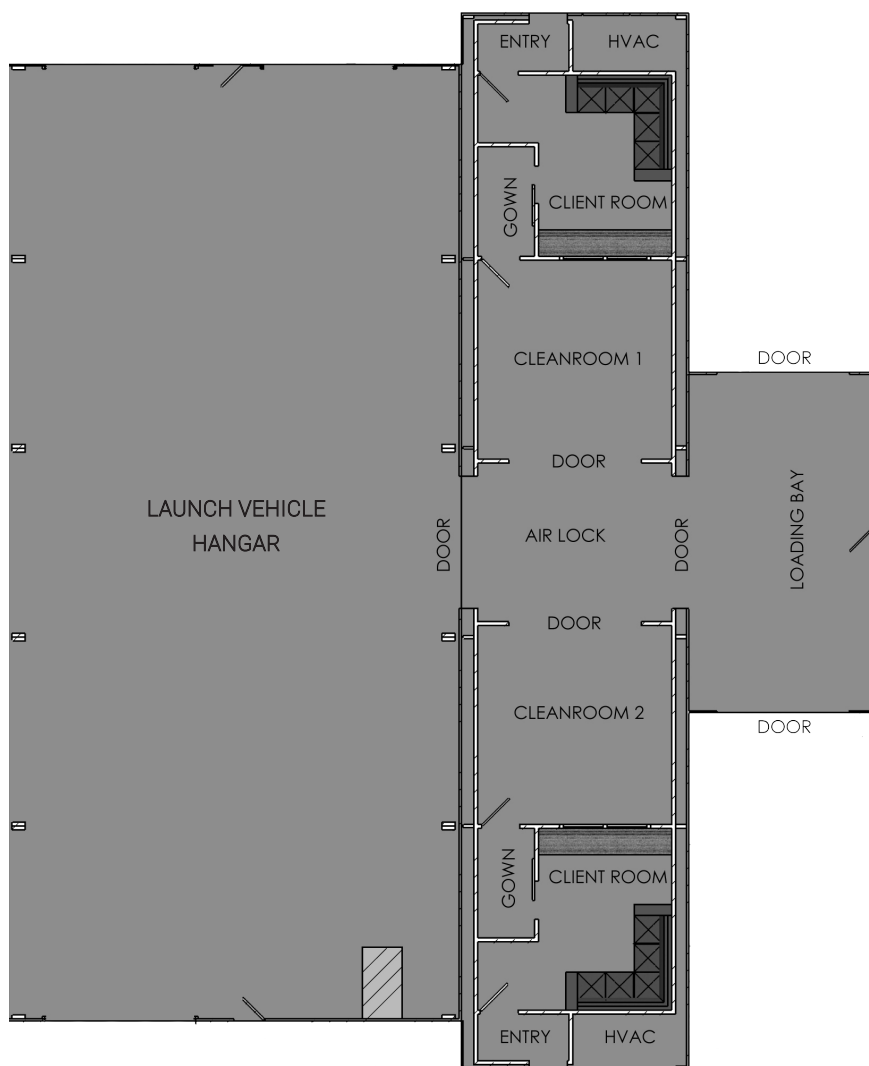 ENTRY
HVAC
GOWN
CLIENT ROOM
CLEANROOM 1
DOOR
DOOR
LAUNCH VEHICLE
HANGAR
DOOR
AIR LOCK
DOOR
LOADING BAY
DOOR
CLEANROOM 2
DOOR
GOWN
CLIENT ROOM
ENTRY
HVAC